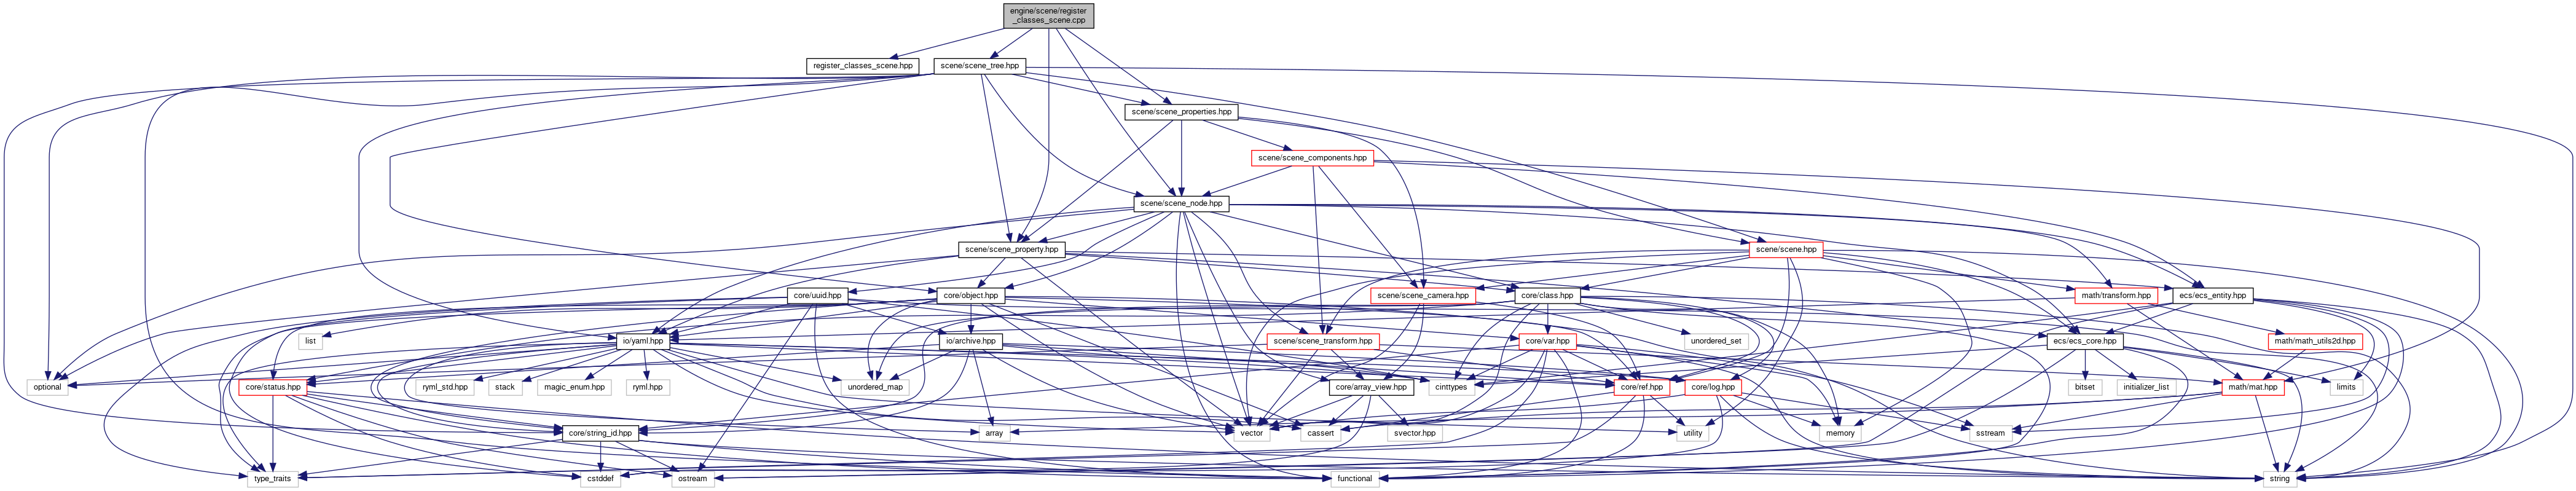 engine/scene/register
_classes_scene.cpp
register_classes_scene.hpp
scene/scene_tree.hpp
scene/scene_properties.hpp
scene/scene_components.hpp
scene/scene_node.hpp
scene/scene_property.hpp
scene/scene.hpp
core/uuid.hpp
core/object.hpp
scene/scene_camera.hpp
core/class.hpp
math/transform.hpp
ecs/ecs_entity.hpp
list
io/yaml.hpp
io/archive.hpp
scene/scene_transform.hpp
core/var.hpp
unordered_set
ecs/ecs_core.hpp
math/math_utils2d.hpp
optional
core/status.hpp
ryml_std.hpp
stack
magic_enum.hpp
ryml.hpp
unordered_map
cinttypes
core/array_view.hpp
core/ref.hpp
core/log.hpp
bitset
initializer_list
math/mat.hpp
limits
core/string_id.hpp
array
vector
cassert
svector.hpp
utility
memory
sstream
type_traits
cstddef
ostream
functional
string